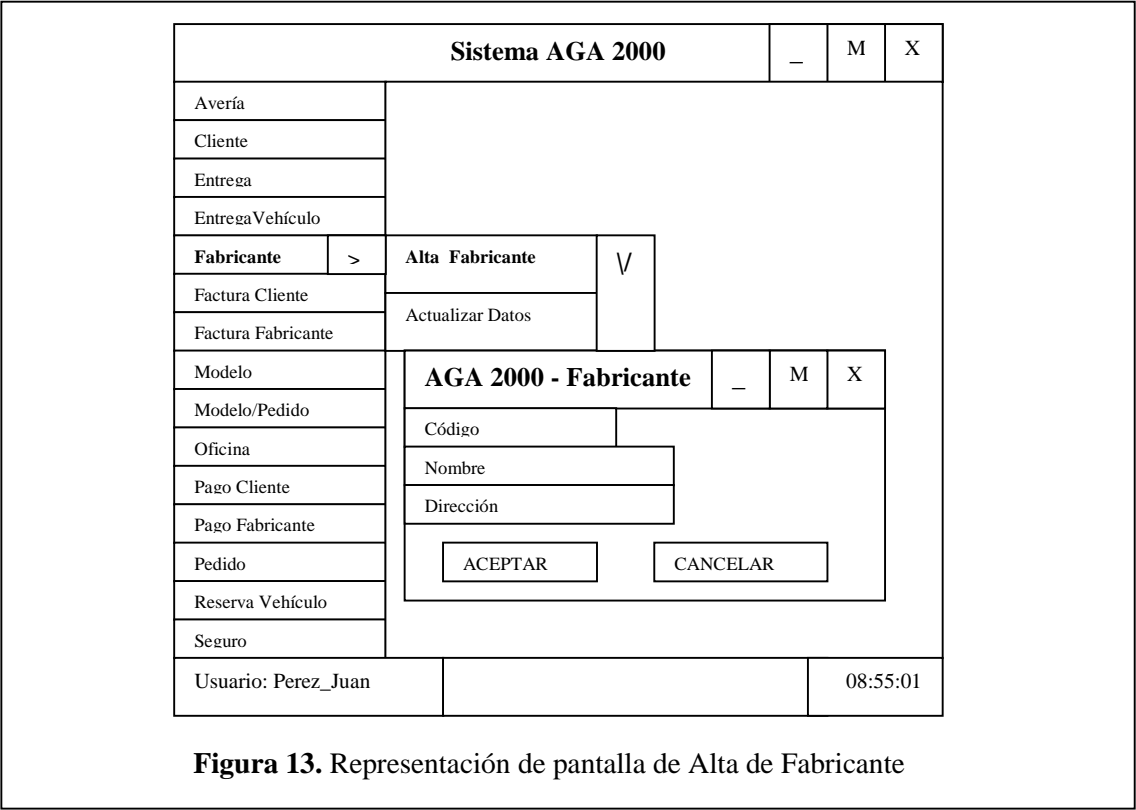 Sistema AGA 2000 _ M X
Avería
Cliente
Entrega
EntregaVehículo
Fabricante > Alta Fabricante \/
Factura Cliente
Actualizar Datos
Factura Fabricante
Modelo
AGA 2000 - Fabricante _ M X
Modelo/Pedido
Código
Oficina
Nombre
Pago Cliente
Dirección
Pago Fabricante
Pedido
ACEPTAR CANCELAR
Reserva Vehículo
Seguro
Usuario: Perez_Juan 08:55:01
Figura 13. Representación de pantalla de Alta de Fabricante